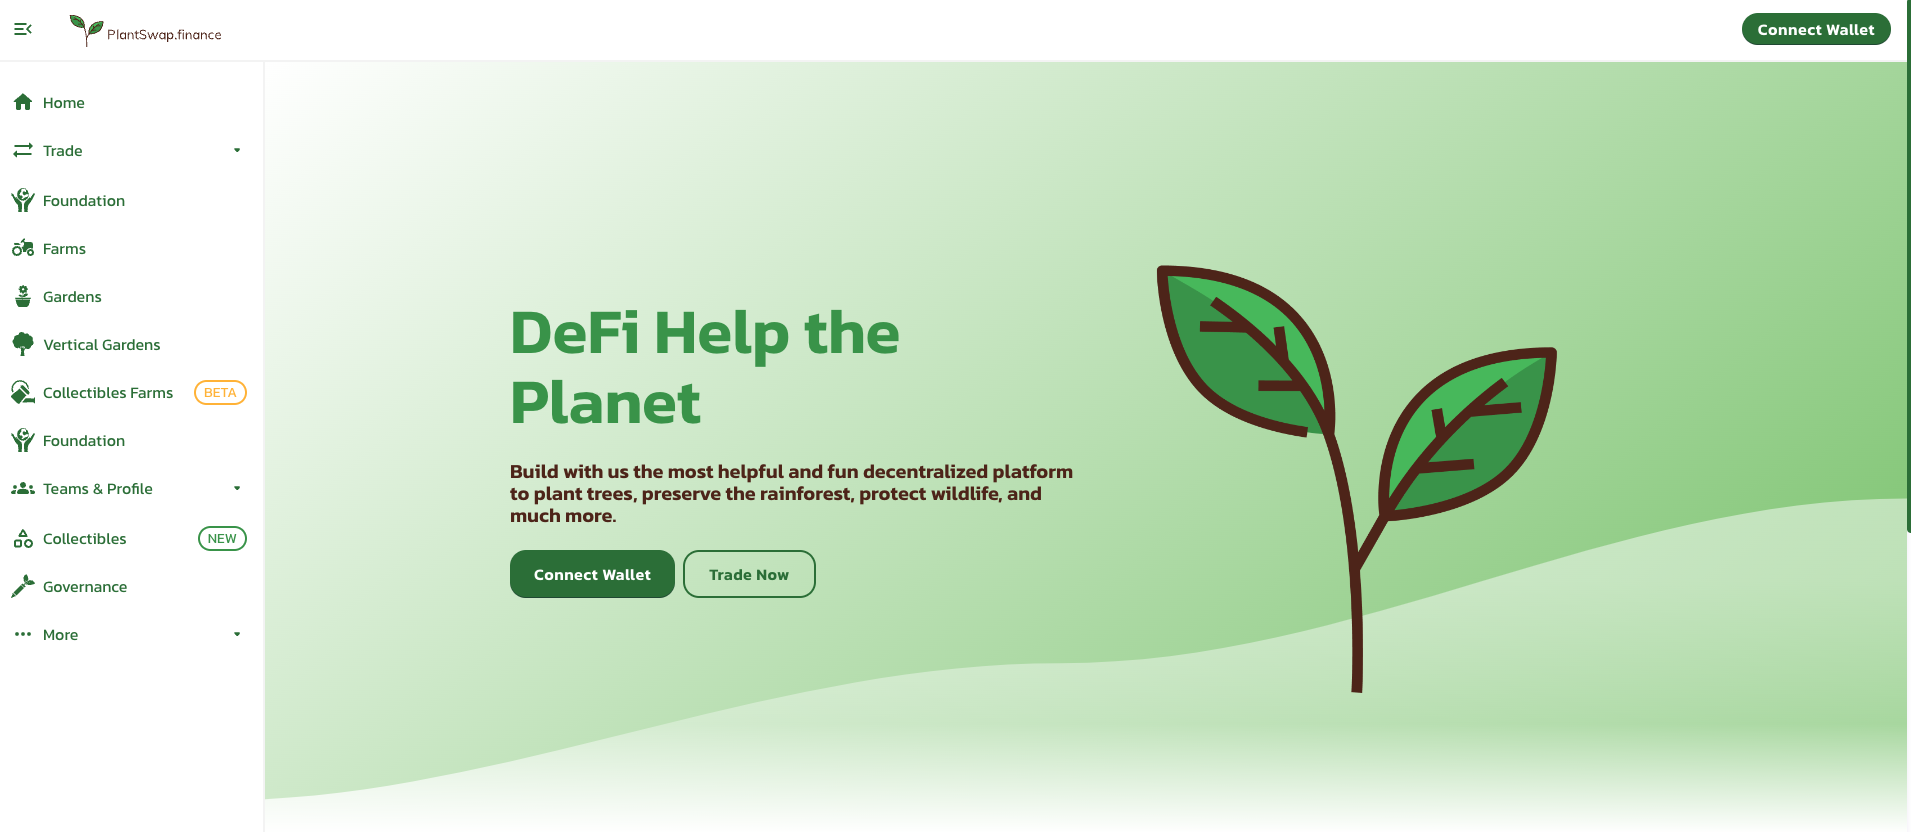 PlantSwap.finance
Connect Wallet
Home
Trade
Foundation
Farms
Gardens
Vertical Gardens
Collectibles Farms BETA
Foundation
Teams & Profile
Collectibles NEW
Governance
More
DeFi Help the
Planet
Build with us the most helpful and fun decentralized platform
to plant trees, preserve the rainforest, protect wildlife, and
much more.
Connect Wallet Trade Now